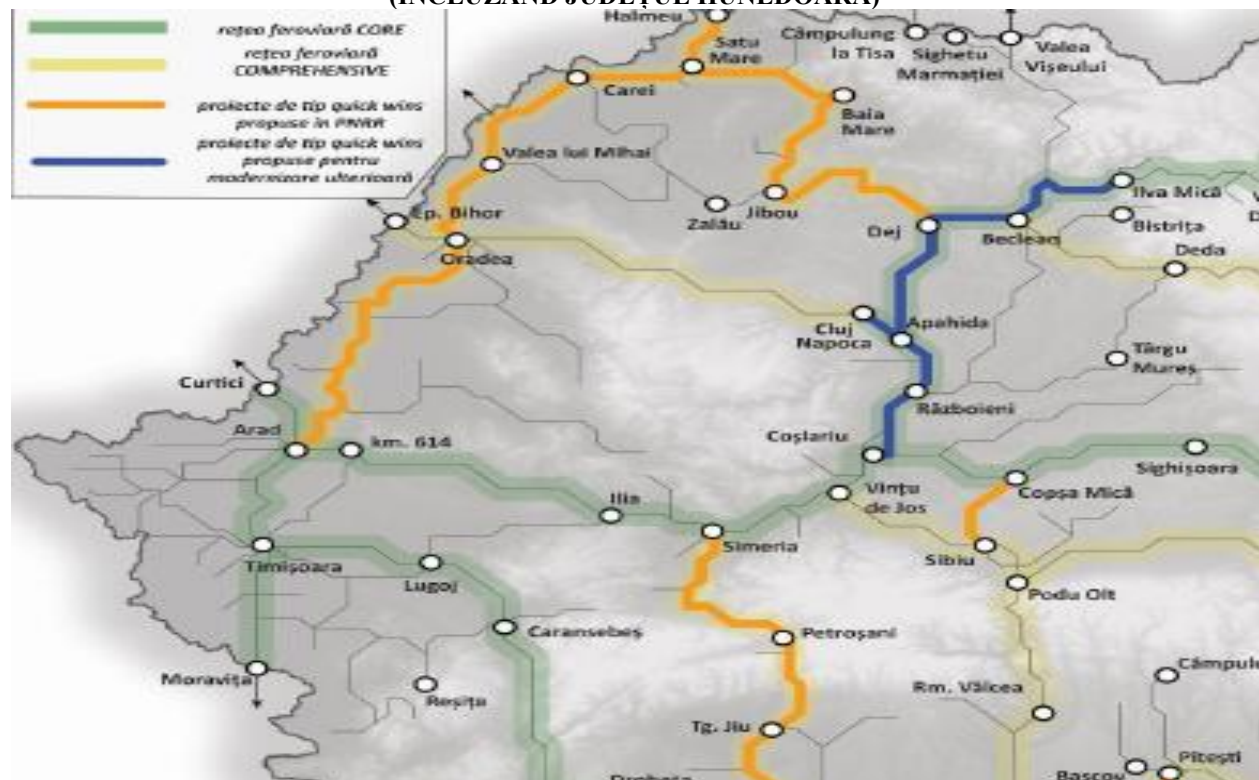 (INCLUZÂND JUDEȚUL HUNEDOARA)
rețea feroviară CORE
rețea feroviară
COMPREHENSIVE
proiecte de tip quick wins
propuse în PNRR
proiecte de tip quick wins
propuse pentru
modernizare ulterioară
Halmeu
Satu
Mare
Câmpulung
la Tisa
Sighetu
Marmației
Valea
Vișeului
Carei
Baia
Mare
Valea lui Mihai
Ilva Mică
Ep. Bihor
Zalău
Jibou
Dej
Beclean
Bistrița
Deda
Oradea
Cluj
Napoca
Apahida
Târgu
Mureș
Curtici
Războieni
Arad
km. 614
Coșlariu
Sighișoara
Ilia
Vințu
de Jos
Copșa Mică
Simeria
Sibiu
Timișoara
Lugoj
Podu Olt
Caransebeș
Petroșani
Moravița
Reșița
Rm. Vâlcea
Câmpulu
Tg. Jiu
Pitești
Bascov
Drobeta